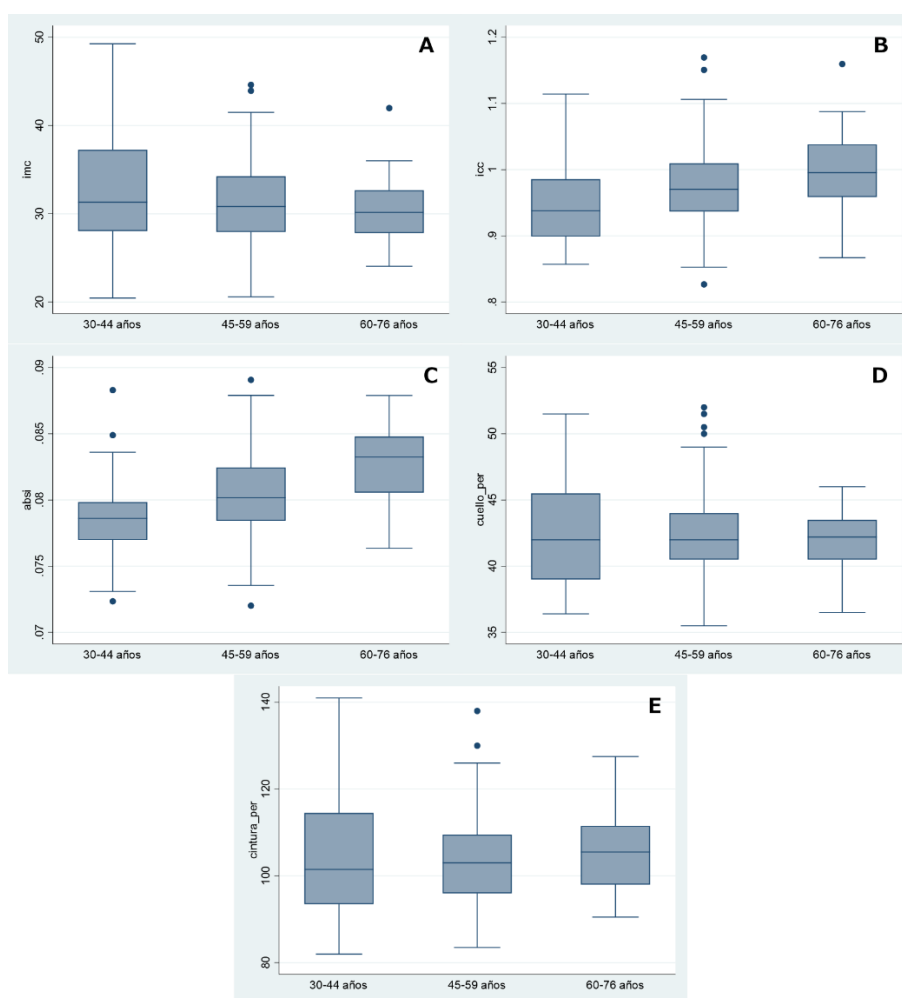 A
50
40
30
20
imc
30-44 años 45-59 años 60-76 años
B
1.2
1.1
1
.9
.8
icc
30-44 años 45-59 años 60-76 años
C
.09
.085
.08
.075
.07
absi
30-44 años 45-59 años 60-76 años
D
55
50
45
40
35
cuello_per
30-44 años 45-59 años 60-76 años
E
140
120
100
80
cintura_per
30-44 años 45-59 años 60-76 años